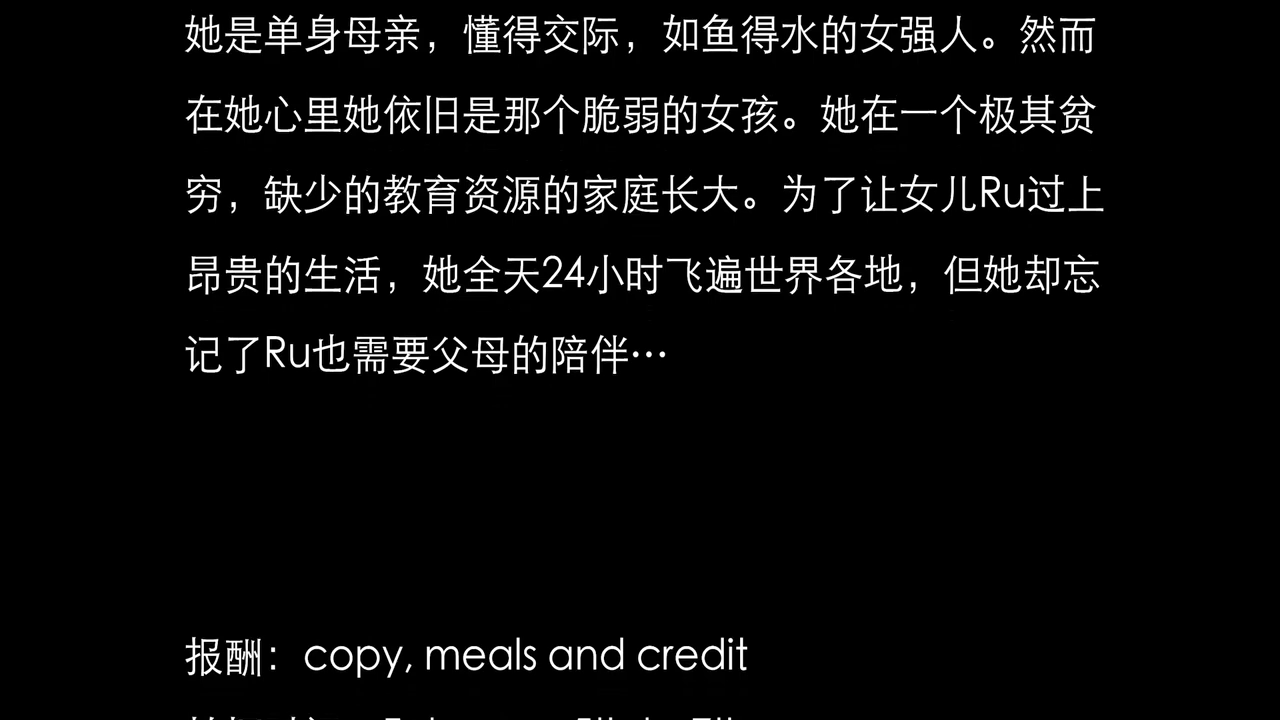 她是单身母亲，懂得交际，如鱼得水的女强人。然而
在她心里她依旧是那个脆弱的女孩。她在一个极其贫
穷，缺少的教育资源的家庭长大。为了让女儿Ru过上
昂贵的生活，她全天24小时飞遍世界各地，但她却忘
记了Ru也需要父母的陪伴…
报酬：copy, meals and credit